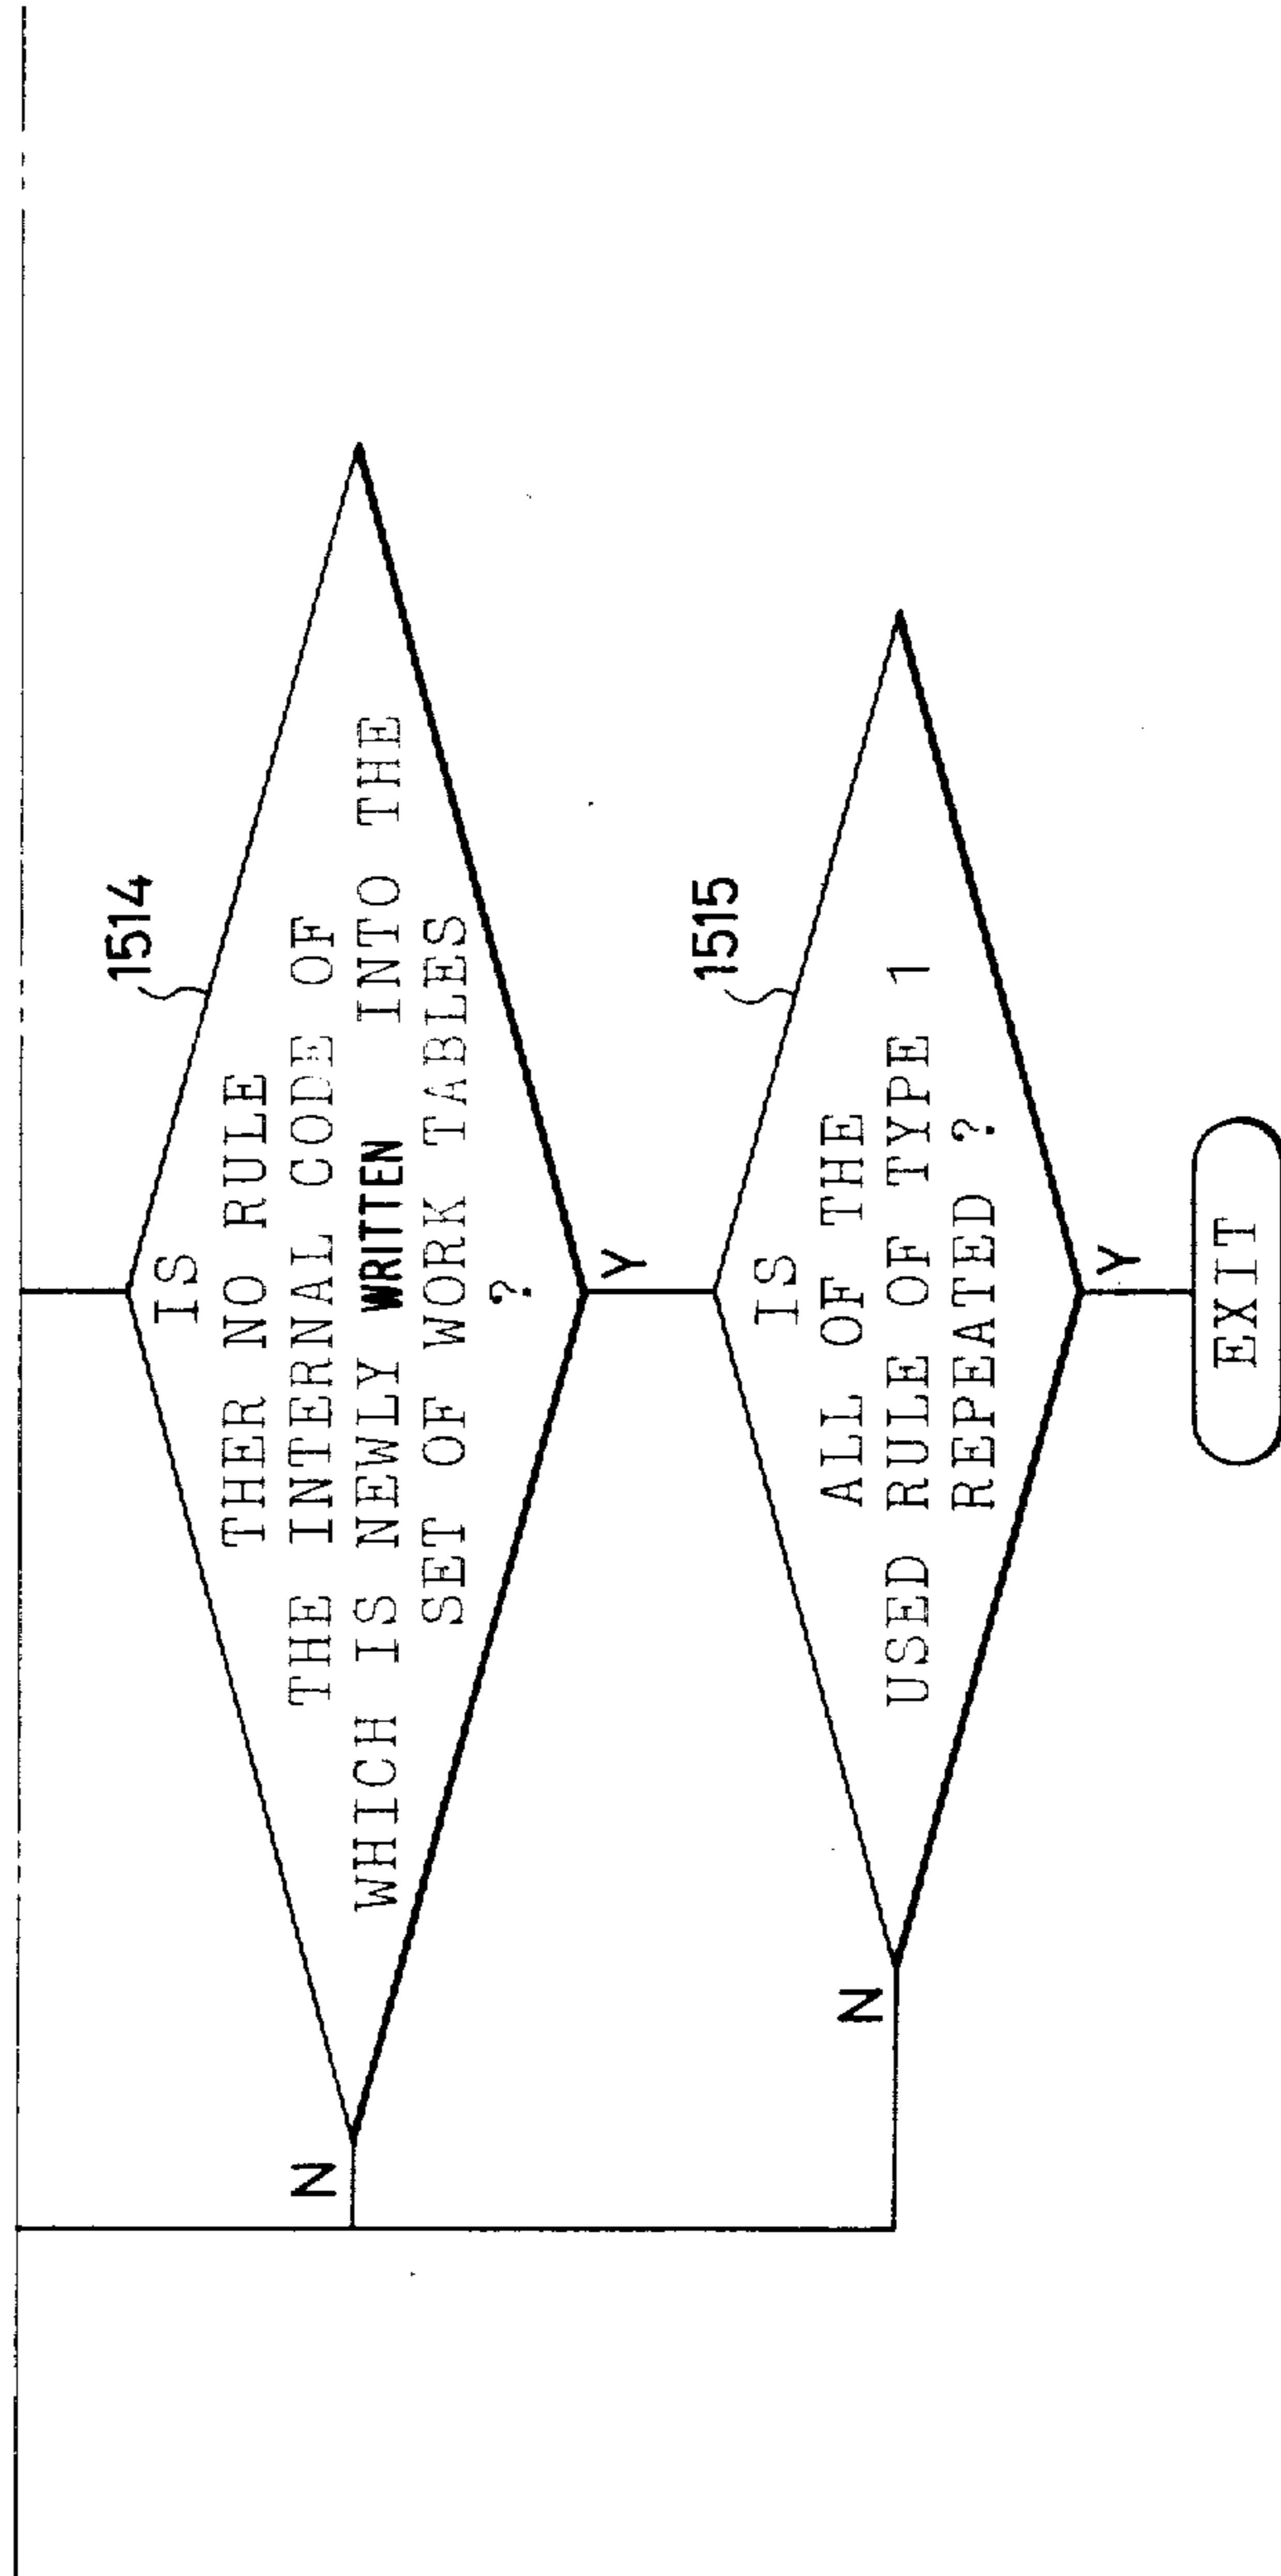 1514
IS
THER NO RULE
THE INTERNAL CODE OF
WHICH IS NEWLY WRITTEN INTO THE
SET OF WORK TABLES
?
N
Y
1515
IS
ALL OF THE
USED RULE OF TYPE 1
REPEATED ?
N
Y
EXIT